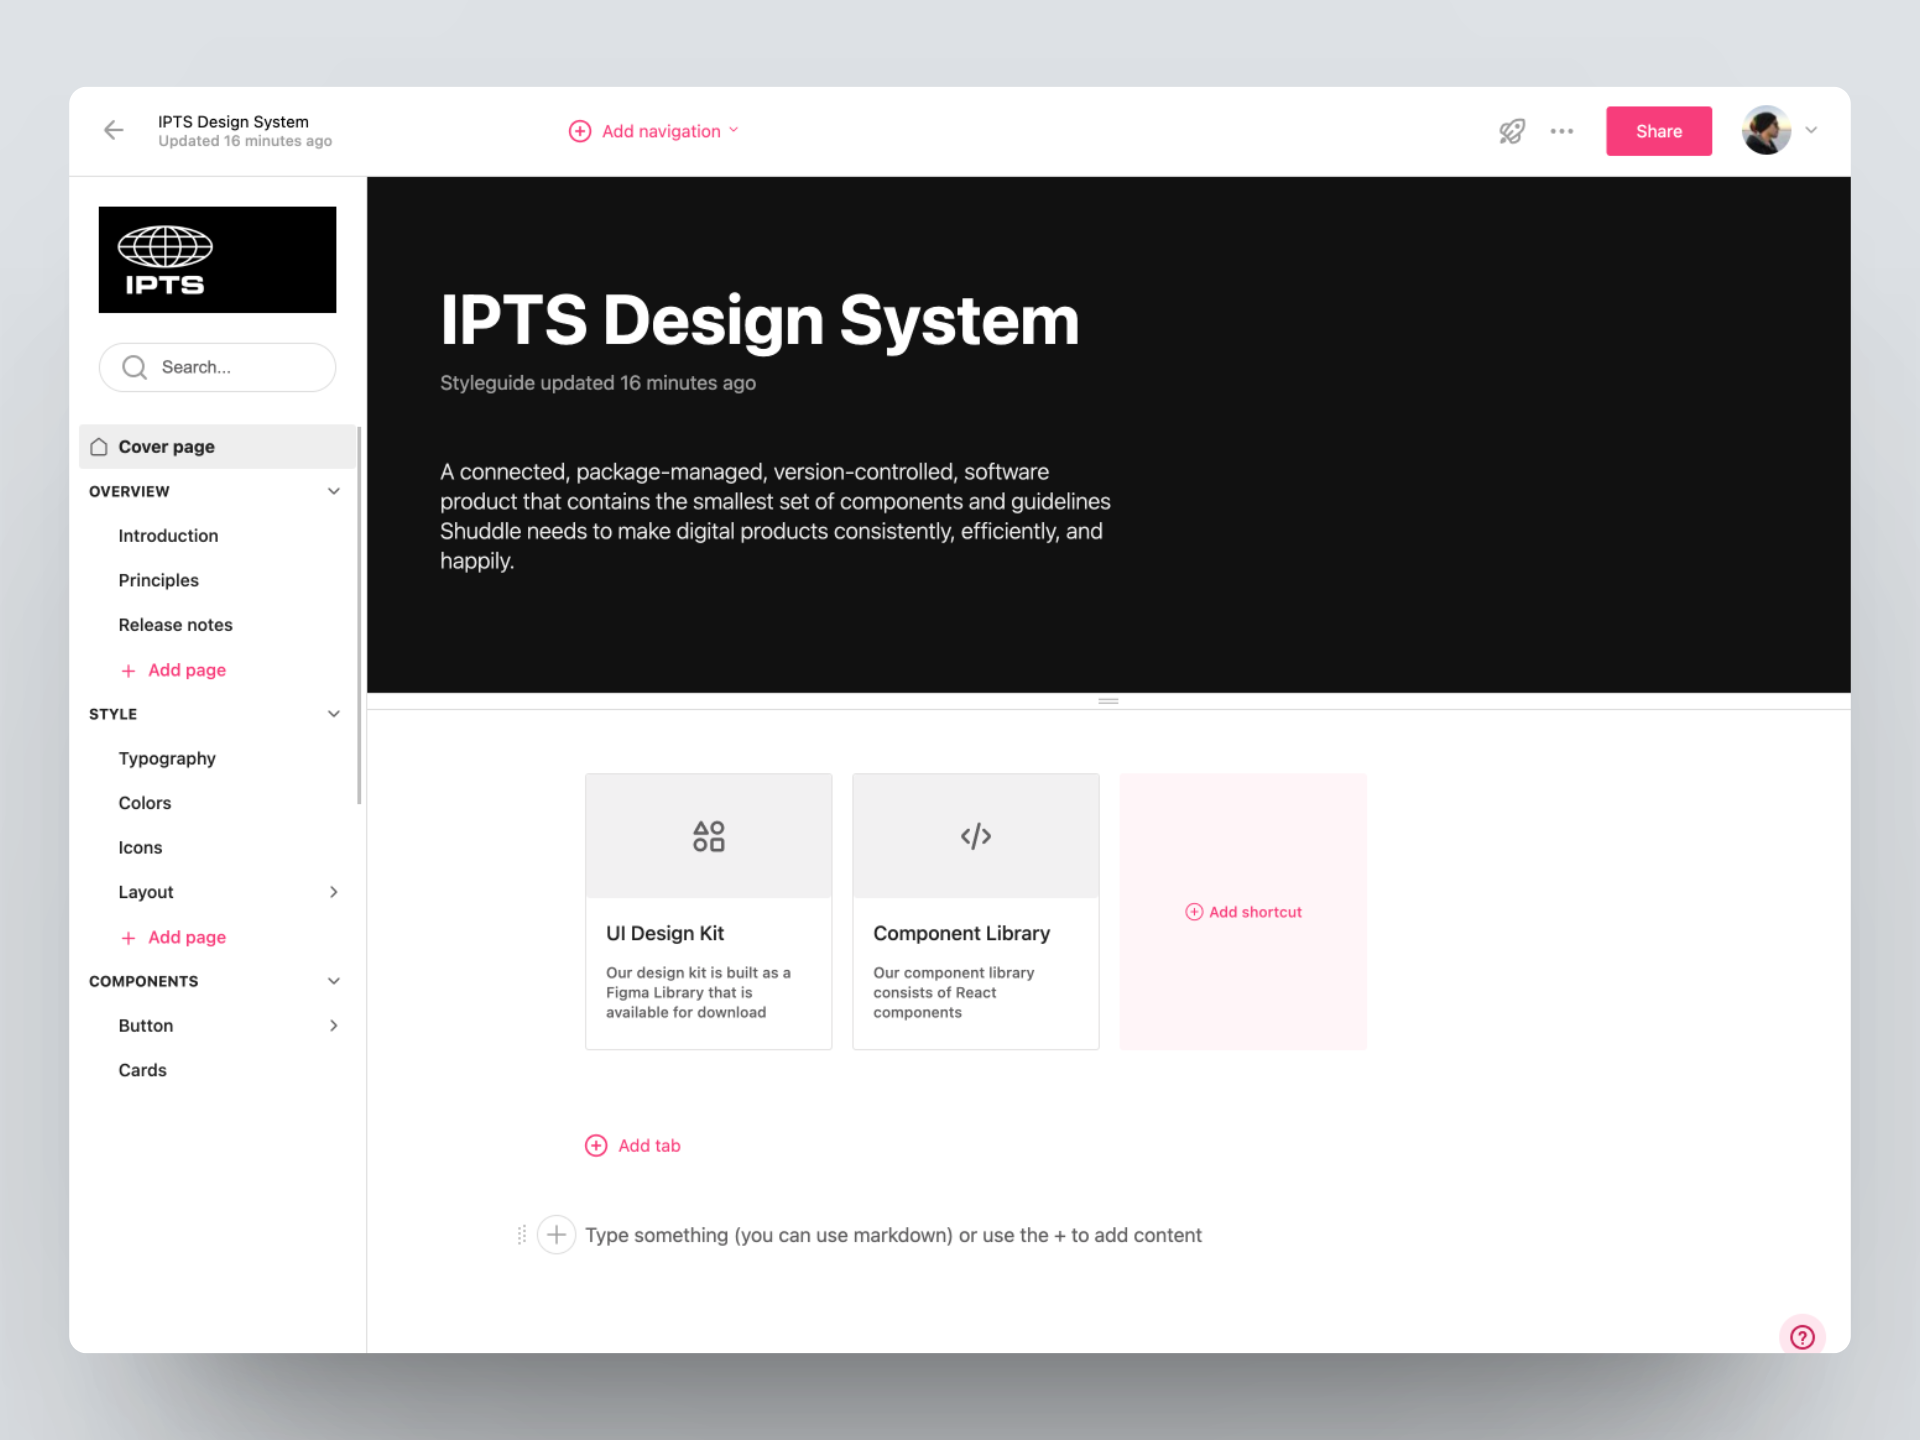 IPTS Design System
Updated 16 minutes ago
Add navigation
Share
IPTS
Search...
Cover page
OVERVIEW
Introduction
Principles
Release notes
+ Add page
STYLE
Typography
Colors
Icons
Layout
+ Add page
COMPONENTS
Button
Cards
IPTS Design System
Styleguide updated 16 minutes ago
A connected, package-managed, version-controlled, software
product that contains the smallest set of components and guidelines
Shuddle needs to make digital products consistently, efficiently, and
happily.
UI Design Kit
Our design kit is built as a
Figma Library that is
available for download
Component Library
Our component library
consists of React
components
Add shortcut
Add tab
Type something (you can use markdown) or use the + to add content